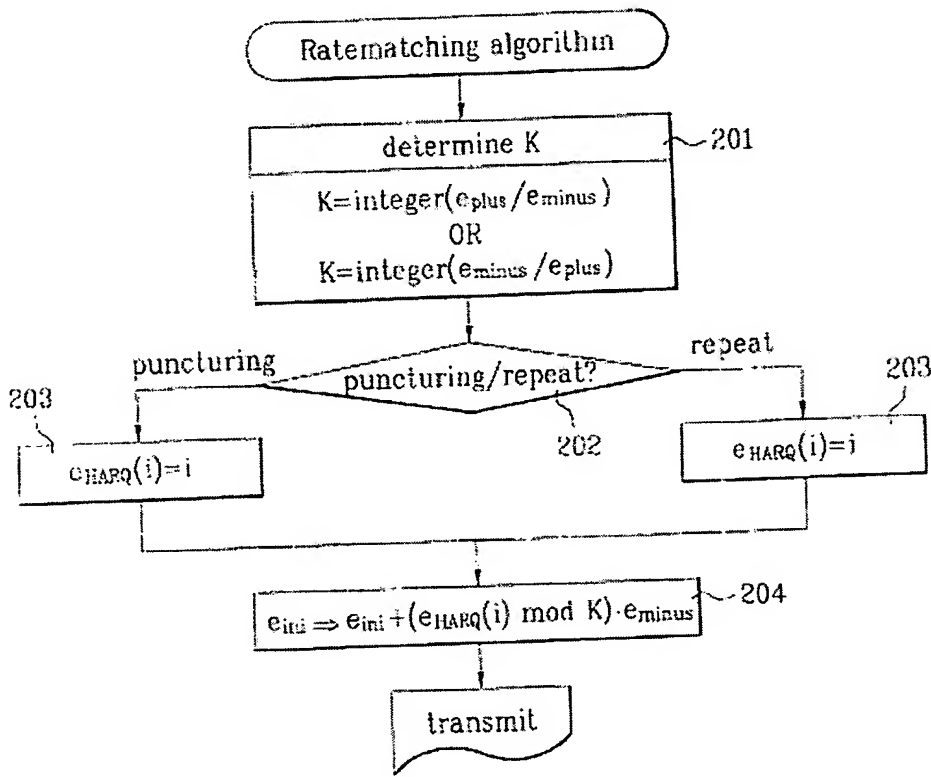 Ratematching algorithm
determine K
201
K=integer(eplus/eminus)
OR
K=integer(eminus/eplus)
puncturing
repeat
puncturing/repeat?
203
203
202
eHARQ(i)=i
eHARQ(i)=i
204
eini⇒eini+(eHARQ(i) mod K)·eminus
transmit